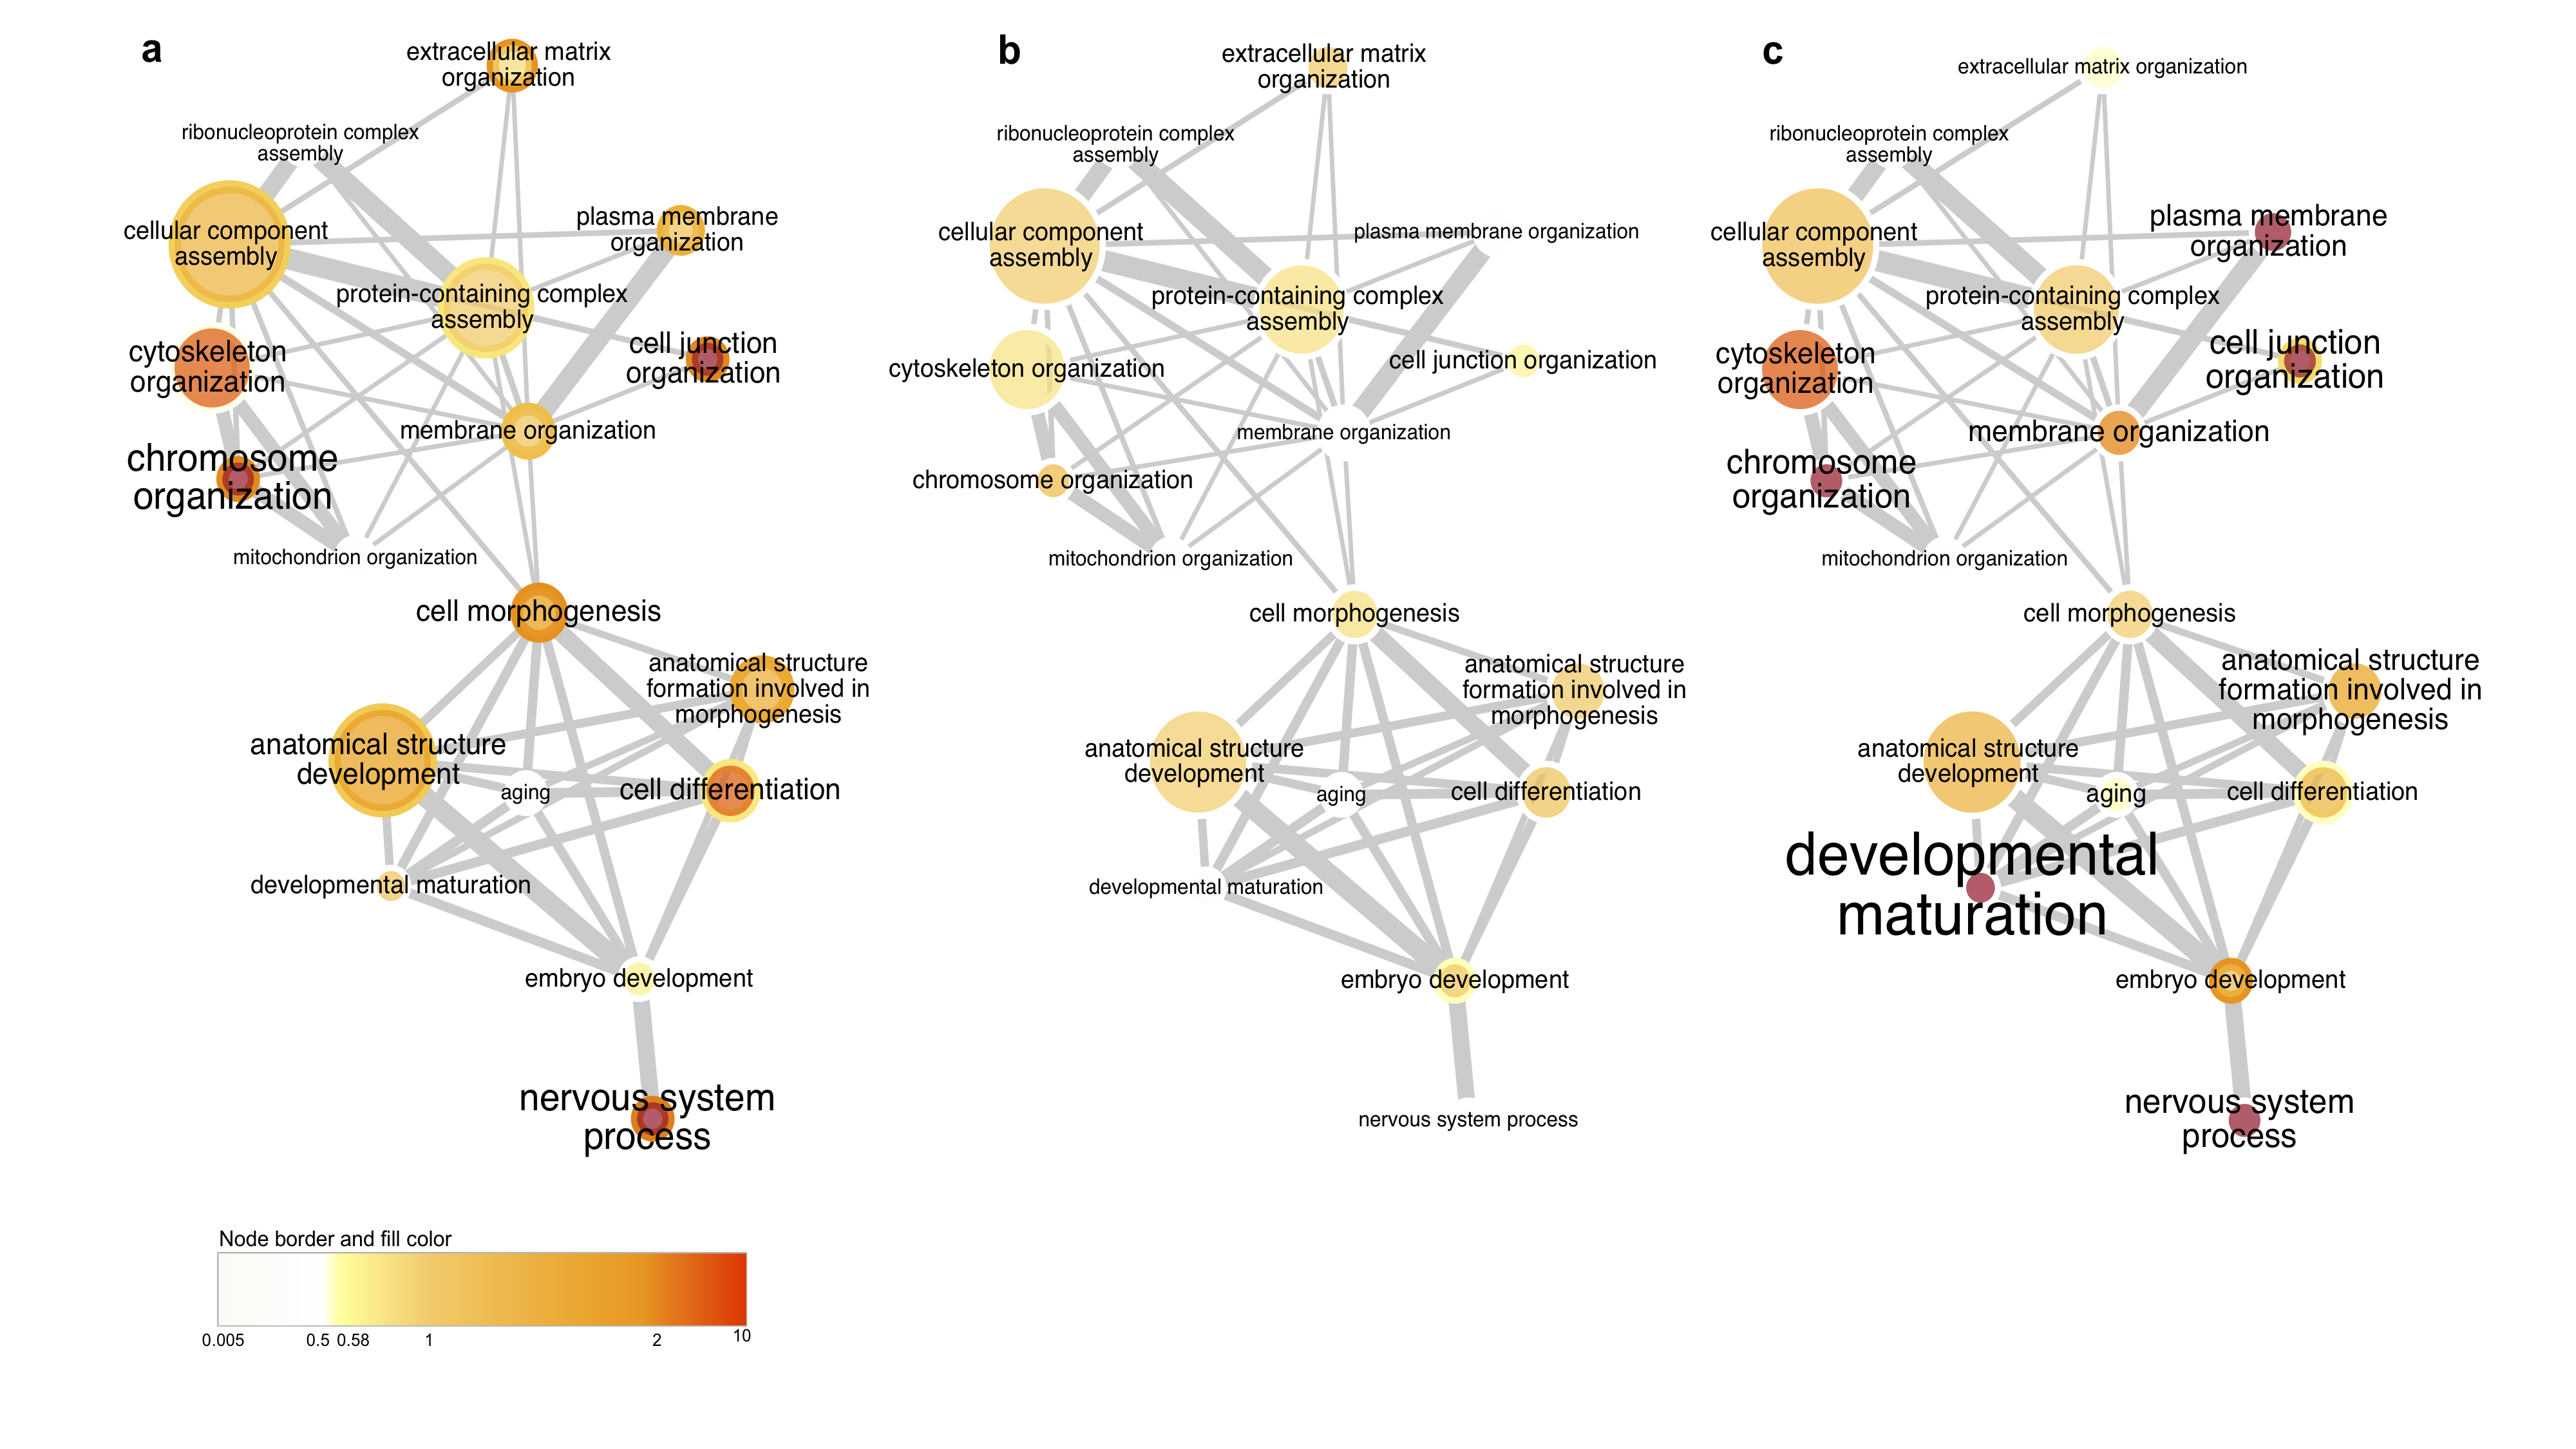 a
extracellular matrix
organization
ribonucleoprotein complex
assembly
cellular component
assembly
plasma membrane
organization
protein-containing complex
assembly
cytoskeleton
organization
cell junction
organization
membrane organization
chromosome
organization
mitochondrion organization
cell morphogenesis
anatomical structure
formation involved in
morphogenesis
anatomical structure
development
aging
cell differentiation
developmental maturation
embryo development
nervous system
process
b
extracellular matrix
organization
ribonucleoprotein complex
assembly
cellular component
assembly
plasma membrane organization
protein-containing complex
assembly
cytoskeleton organization
cell junction organization
membrane organization
chromosome organization
mitochondrion organization
cell morphogenesis
anatomical structure
formation involved in
morphogenesis
anatomical structure
development
aging
cell differentiation
developmental maturation
embryo development
nervous system process
c
extracellular matrix organization
ribonucleoprotein complex
assembly
cellular component
assembly
plasma membrane
organization
protein-containing complex
assembly
cytoskeleton
organization
cell junction
organization
membrane organization
chromosome
organization
mitochondrion organization
cell morphogenesis
anatomical structure
formation involved in
morphogenesis
anatomical structure
development
aging
cell differentiation
developmental
maturation
embryo development
nervous system
process
Node border and fill color
0.005 0.5 0.58 1 2 10